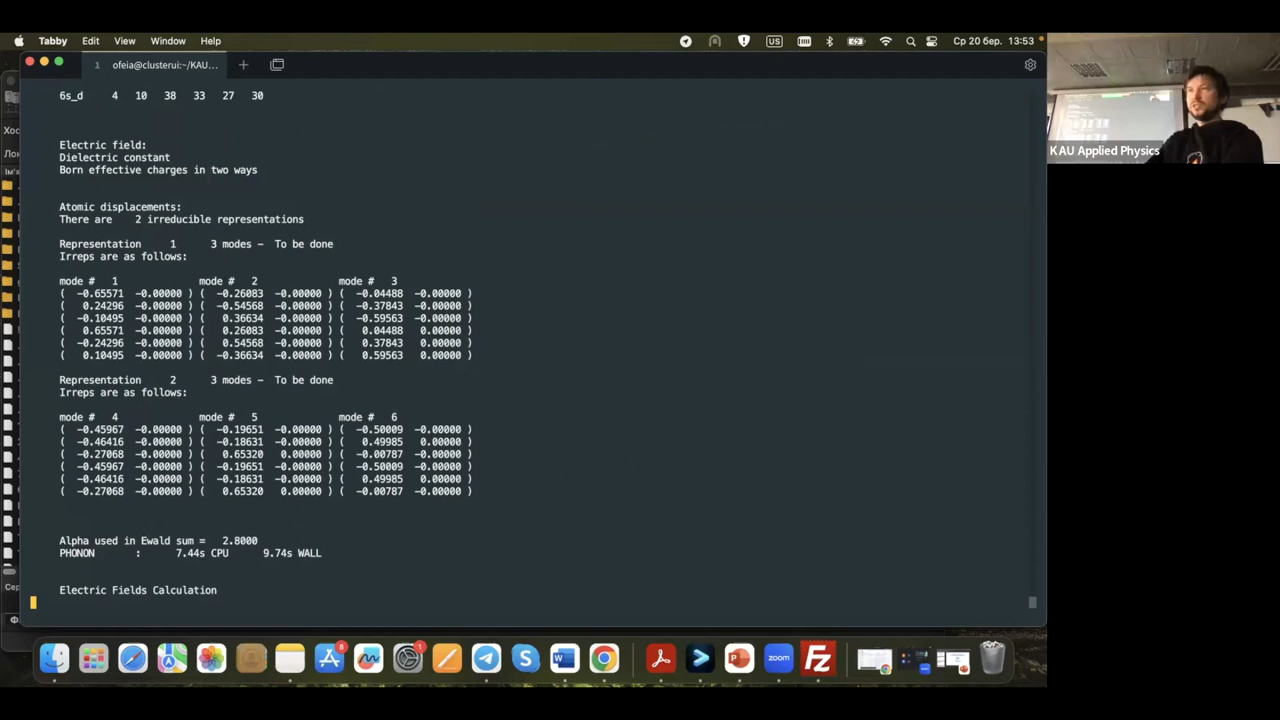 Tabby Edit View Window Help US Ср 20 бер. 13:53
1 ofeia@clusterui:~/KAU...
6s_d 4 10 38 33 27 30
Electric field:
Dielectric constant
Born effective charges in two ways
Atomic displacements:
There are 2 irreducible representations
Representation 1 3 modes - To be done
Irreps are as follows:
mode # 1 mode # 2 mode # 3
( -0.65571 -0.00000 ) ( -0.26083 -0.00000 ) ( -0.04488 -0.00000 )
( 0.24296 -0.00000 ) ( -0.54568 -0.00000 ) ( -0.37843 -0.00000 )
( -0.10495 -0.00000 ) ( 0.36634 -0.00000 ) ( -0.59563 -0.00000 )
( 0.65571 -0.00000 ) ( 0.26083 -0.00000 ) ( 0.04488 0.00000 )
( -0.24296 -0.00000 ) ( 0.54568 -0.00000 ) ( 0.37843 0.00000 )
( 0.10495 -0.00000 ) ( -0.36634 -0.00000 ) ( 0.59563 0.00000 )
Representation 2 3 modes - To be done
Irreps are as follows:
mode # 4 mode # 5 mode # 6
( -0.45967 -0.00000 ) ( -0.19651 -0.00000 ) ( -0.50009 -0.00000 )
( -0.46416 -0.00000 ) ( -0.18631 -0.00000 ) ( 0.49985 0.00000 )
( -0.27068 -0.00000 ) ( 0.65320 0.00000 ) ( -0.00787 -0.00000 )
( -0.45967 -0.00000 ) ( -0.19651 -0.00000 ) ( -0.50009 -0.00000 )
( -0.46416 -0.00000 ) ( -0.18631 -0.00000 ) ( 0.49985 0.00000 )
( -0.27068 -0.00000 ) ( 0.65320 0.00000 ) ( -0.00787 -0.00000 )
Alpha used in Ewald sum = 2.8000
PHONON : 7.44s CPU 9.74s WALL
Electric Fields Calculation
KAU Applied Physics
Хос
Ім'я
8
1
zoom